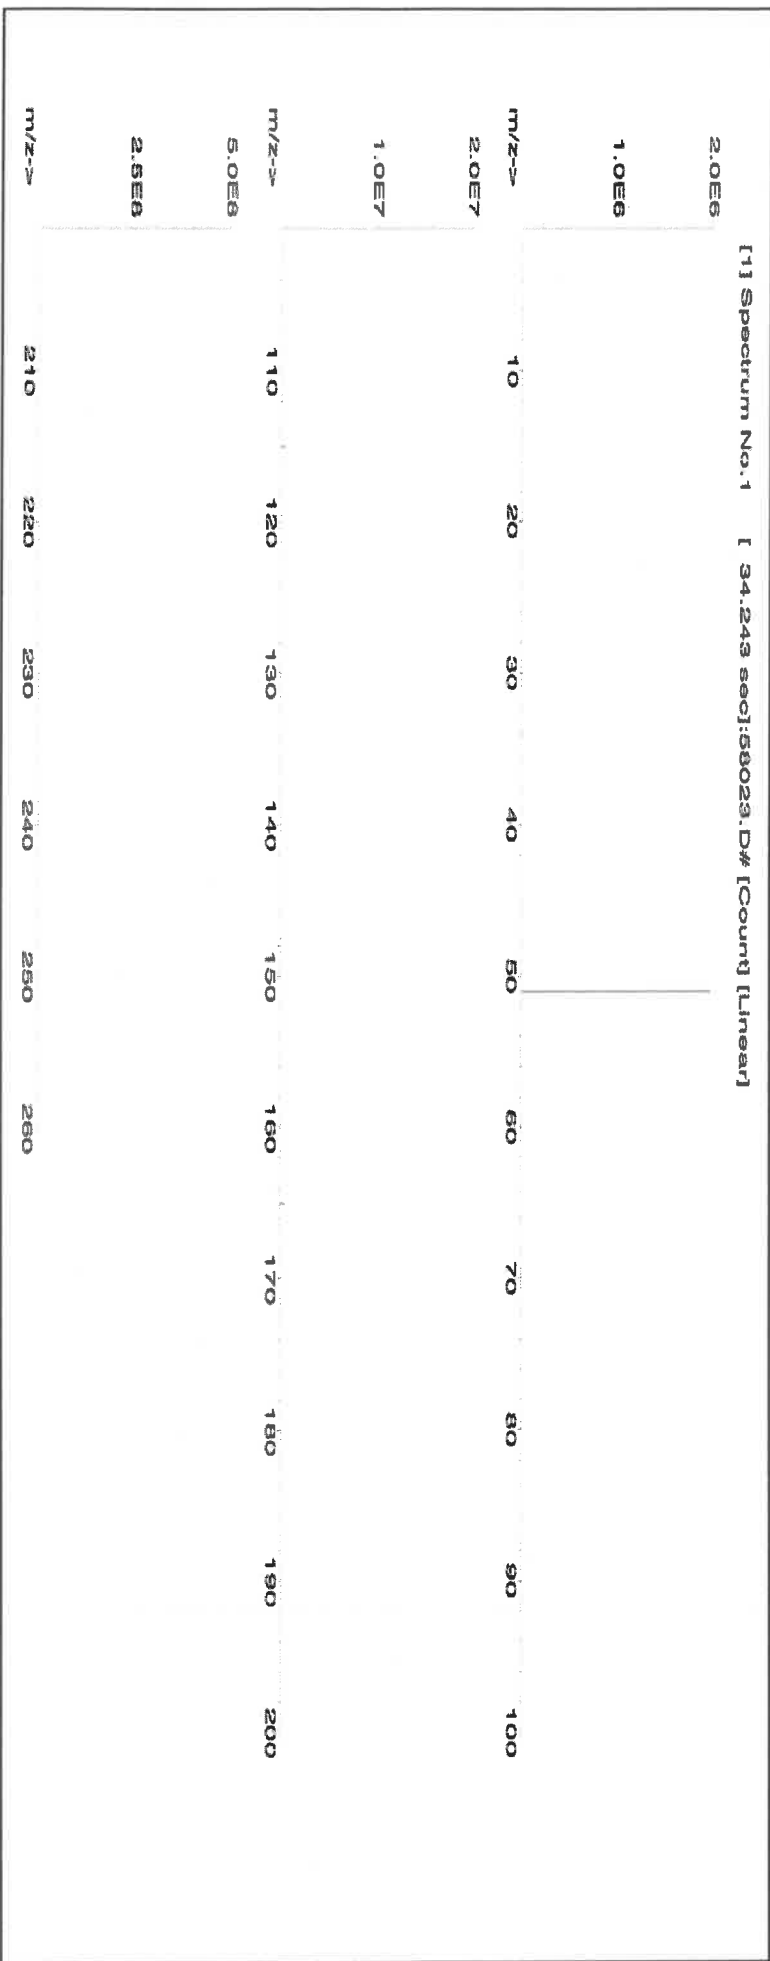 [1] Spectrum No.1 [ 34.243 sec]:58023.D# [Count] [Linear]
2.0E6
1.0E6
m/z-> 10 20 30 40 50 60 70 80 90 100
2.0E7
1.0E7
m/z-> 110 120 130 140 150 160 170 180 190 200
5.0E8
2.5E8
m/z-> 210 220 230 240 250 260